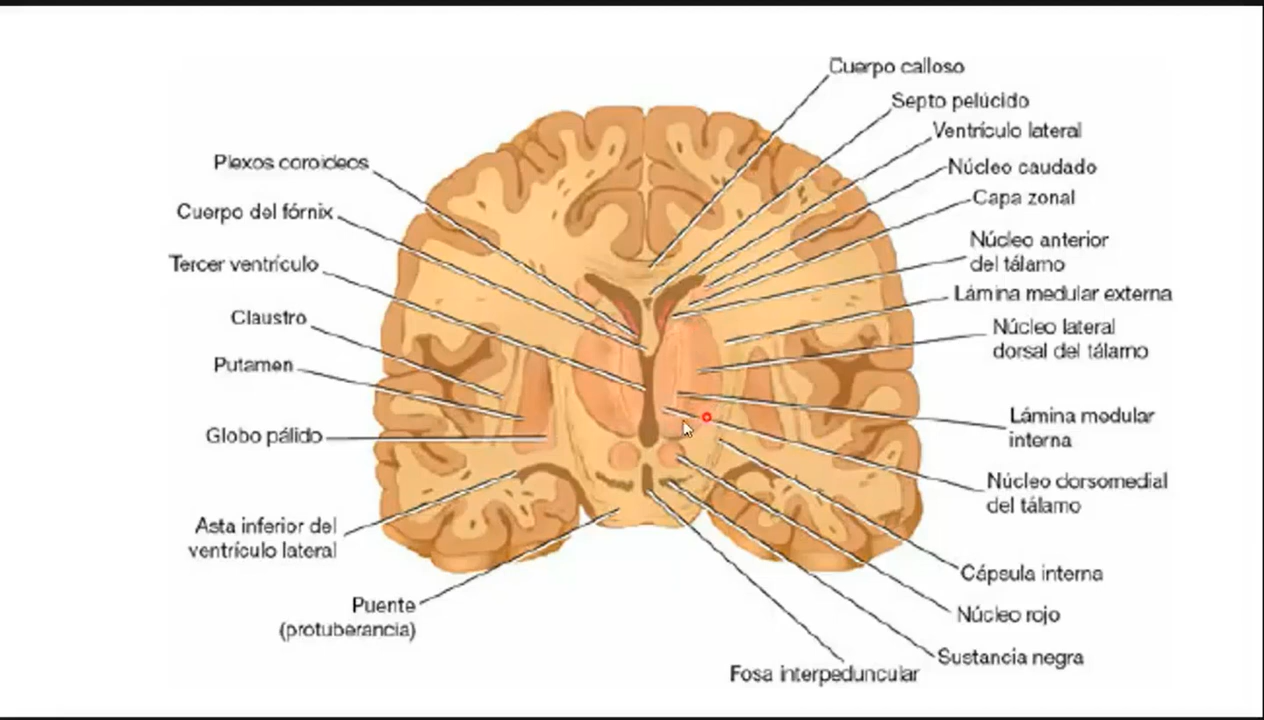 Cuerpo calloso
Septo pelúcido
Ventrículo lateral
Plexos coroideos
Núcleo caudado
Capa zonal
Cuerpo del fórnix
Núcleo anterior
del tálamo
Tercer ventrículo
Lámina medular externa
Claustro
Núcleo lateral
dorsal del tálamo
Putamen
Lámina medular
interna
Globo pálido
Núcleo dorsomedial
del tálamo
Asta inferior del
ventrículo lateral
Cápsula interna
Puente
(protuberancia)
Núcleo rojo
Sustancia negra
Fosa interpeduncular